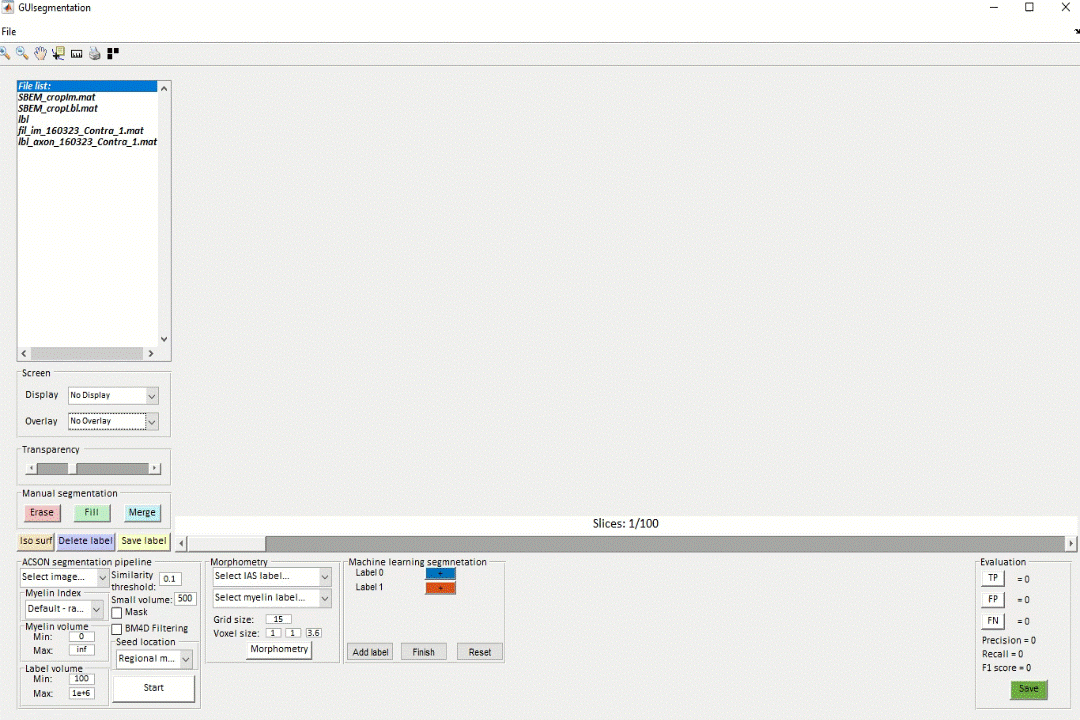 GUIsegmentation
File
File list:
SBEM_cropIm.mat
SBEM_cropLbl.mat
lbl
fil_im_160323_Contra_1.mat
lbl_axon_160323_Contra_1.mat
Screen
Display No Display
Overlay No Overlay
Transparency
Manual segmentation
Erase Fill Merge
Iso surf Delete label Save label
Slices: 1/100
ACSON segmentation pipeline
Select image...
Similarity
threshold: 0.1
Myelin Index
Default - ra...
Small volume: 500
Mask
Myelin volume
Min: 0
Max: inf
BM4D Filtering
Seed location
Regional m...
Label volume
Min: 100
Max: 1e+6
Start
Morphometry
Select IAS label...
Select myelin label...
Grid size: 15
Voxel size: 1 1 3.6
Morphometry
Machine learning segmnetation
Label 0 +
Label 1 +
Add label Finish Reset
Evaluation
TP = 0
FP = 0
FN = 0
Precision = 0
Recall = 0
F1 score = 0
Save